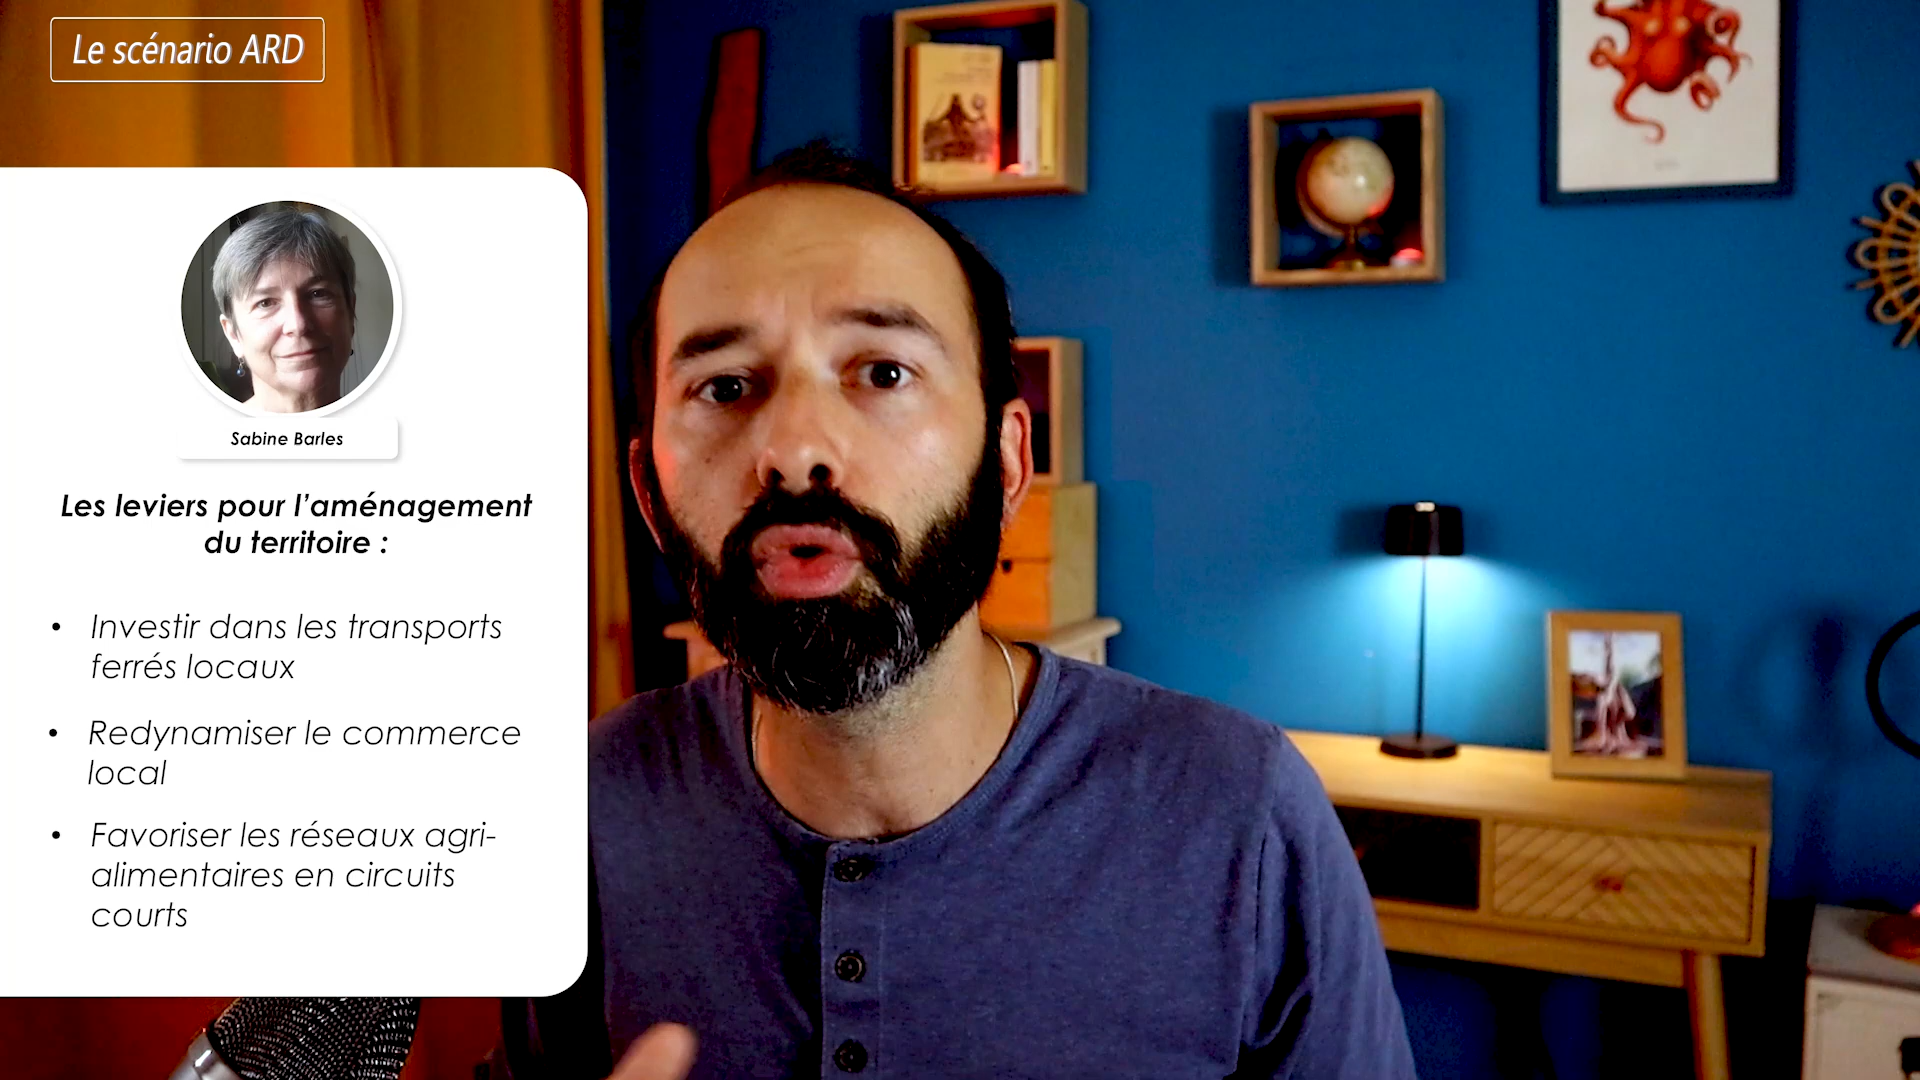 Le scénario ARD
Sabine Barles
Les leviers pour l’aménagement
du territoire :
• Investir dans les transports
ferrés locaux
• Redynamiser le commerce
local
• Favoriser les réseaux agri-
alimentaires en circuits
courts